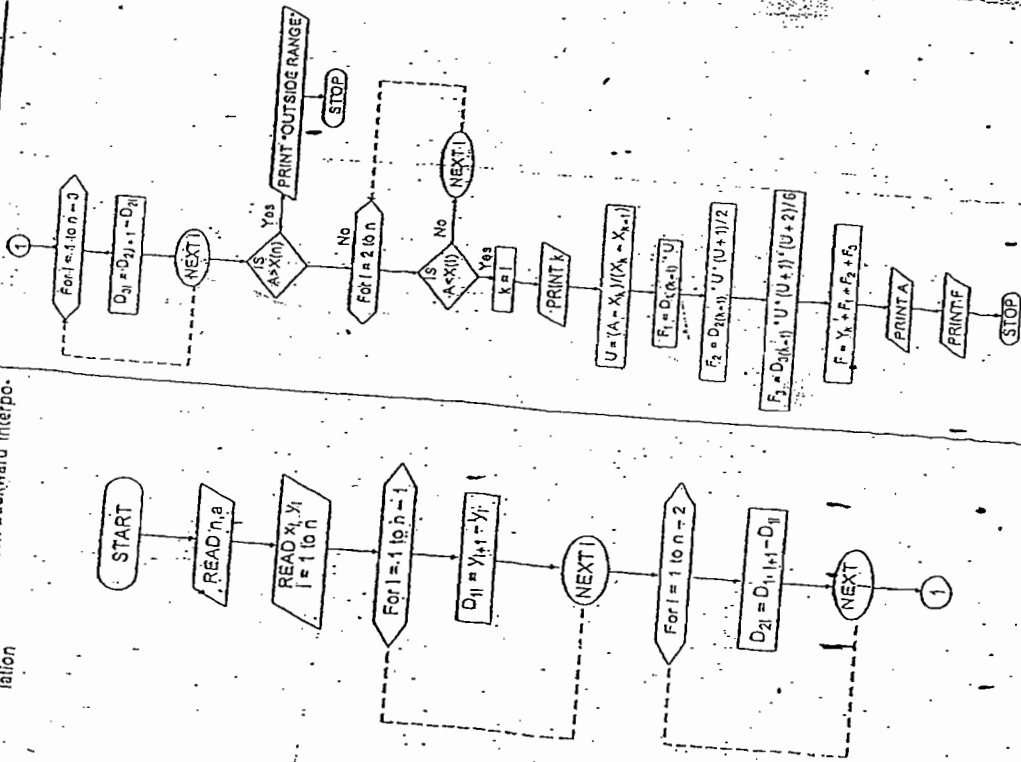 backward interpo-
lation
START
READ n,a
READ xI, yI
I = 1 to n
For I = 1 to n – 1
D1I = yI+1 – yI
NEXT I
For I = 1 to n – 2
D2I = D1, I+1 – D1I
NEXT
1
1
For I = 1 to n – 3
D3I = D2I+1 – D2I
NEXT I
IS
A>X(n)
Yes
PRINT "OUTSIDE RANGE"
STOP
No
For I = 2 to n
IS
A<X(I)
No
NEXT I
Yes
k = I
PRINT k
U = (A – Xk)/(Xk – Xk-1)
F1 = D1(k-1) * U
F2 = D2(k-1) * U * (U + 1)/2
F3 = D3(k-1) * U * (U + 1) * (U + 2)/6
F = Yk + F1 + F2 + F3
PRINT A
PRINT F
STOP